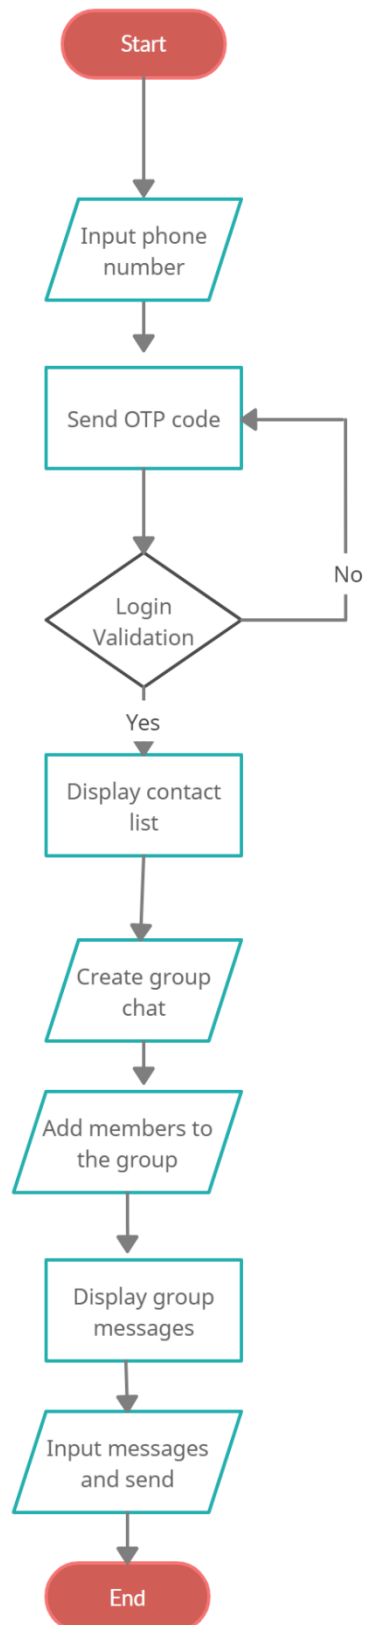 Start
Input phone
number
Send OTP code
Login
Validation
No
Yes
Display contact
list
Create group
chat
Add members to
the group
Display group
messages
Input messages
and send
End